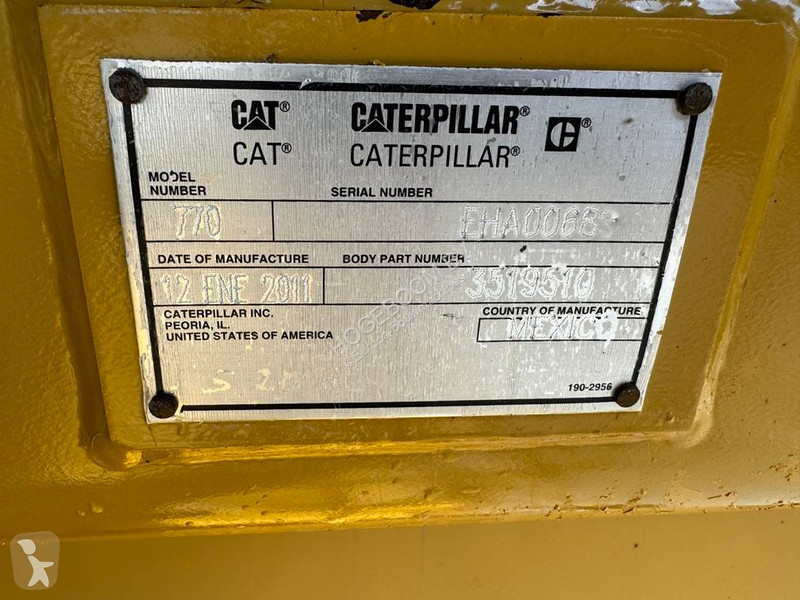 CAT® CATERPILLAR® ®
CAT® CATERPILLAR®
MODEL
NUMBER SERIAL NUMBER
770 EHA0068
DATE OF MANUFACTURE BODY PART NUMBER
12 ENE 2011 3519510
CATERPILLAR INC. COUNTRY OF MANUFACTURE
PEORIA, IL. MEXICO
UNITED STATES OF AMERICA
190-2956